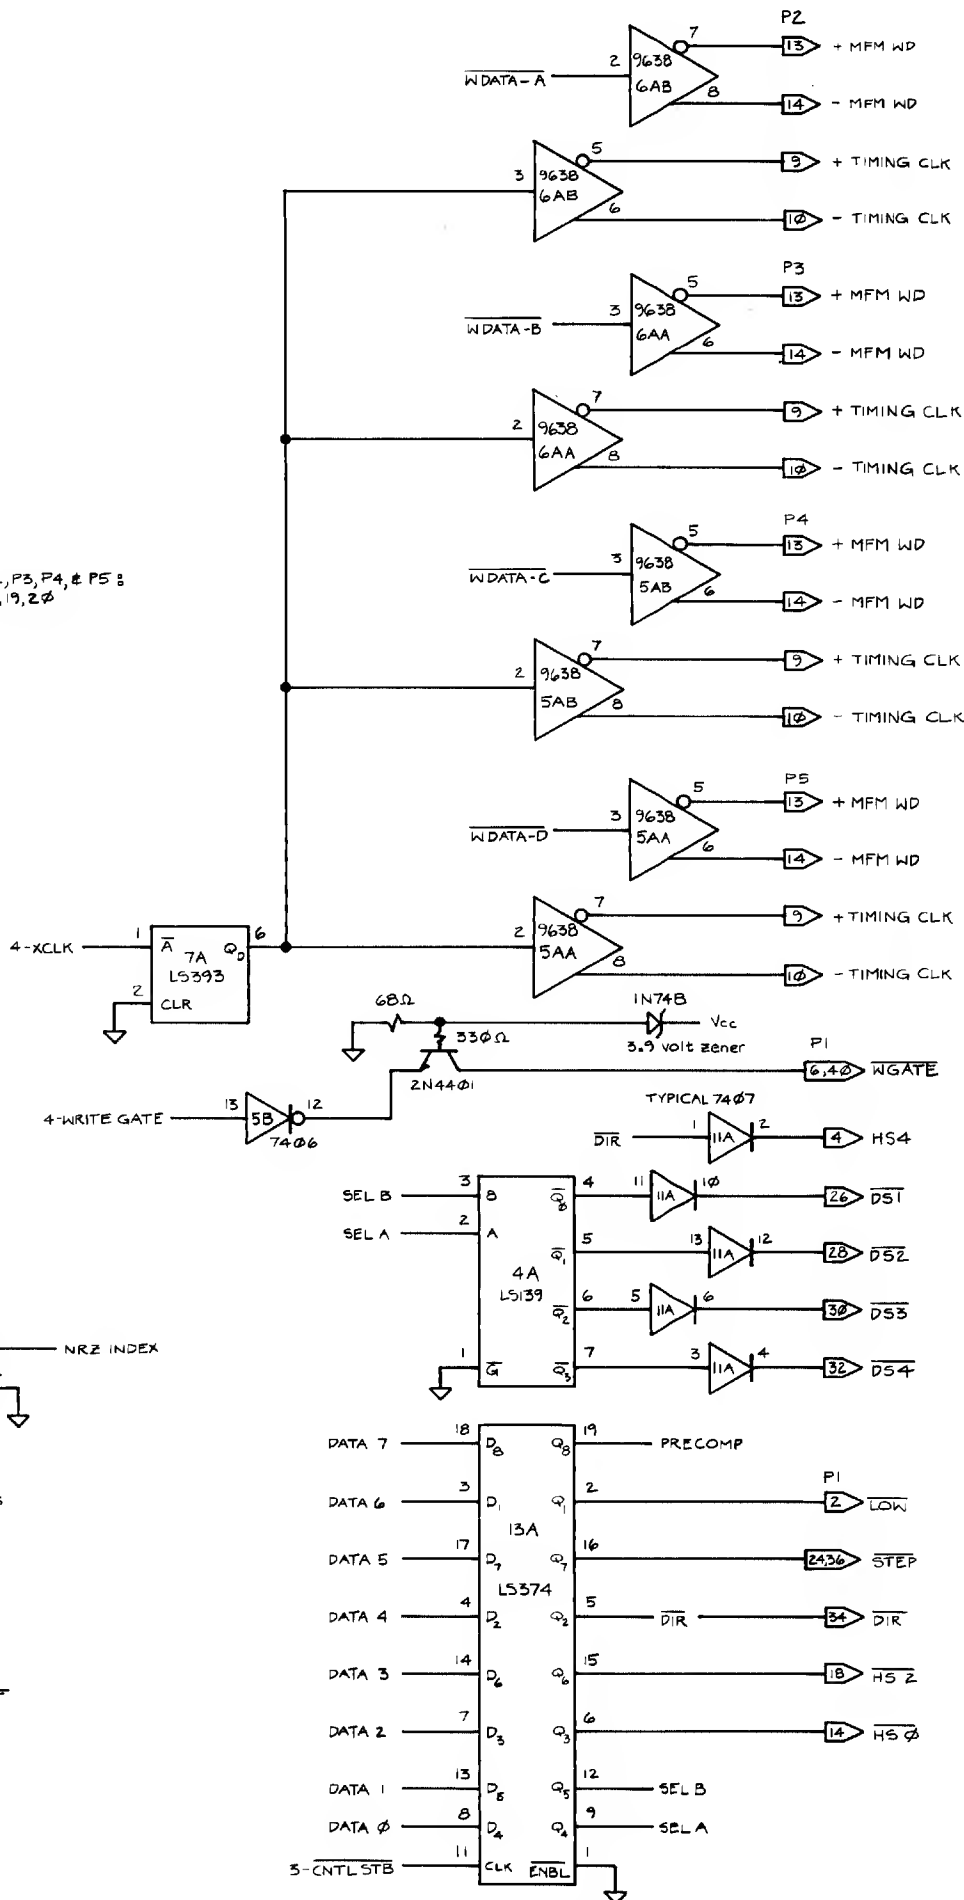 P2
7
13 + MFM WD
2 9638
WDATA-A 6AB
8
14 - MFM WD
5
9 + TIMING CLK
3 9638
6AB
6
10 - TIMING CLK
P3
5
13 + MFM WD
3 9638
WDATA-B 6AA
6
14 - MFM WD
7
9 + TIMING CLK
2 9638
6AA
8
10 - TIMING CLK
P4
5
13 + MFM WD
3 9638
WDATA-C 5AB
6
14 - MFM WD
, P3, P4, & P5 :
, 19, 20
7
9 + TIMING CLK
2 9638
5AB
8
10 - TIMING CLK
P5
5
13 + MFM WD
3 9638
WDATA-D 5AA
6
14 - MFM WD
7
9 + TIMING CLK
4-XCLK 1 A QD 6
2 9638
5AA
7A
LS393
8
10 - TIMING CLK
2 CLR
68Ω
1N748
Vcc
330Ω
3.9 volt zener
P1
6,40 WGATE
2N4401
4-WRITE GATE 13 5B 12
7406
TYPICAL 7407
DIR 1 11A 2 4 HS4
SEL B 3 B Q0 4 11 11A 10 26 DS1
SEL A 2 A
Q1 5 13 11A 12 28 DS2
4A
LS139
Q2 6 5 11A 6 30 DS3
NRZ INDEX
1 G Q3 7 3 11A 4 32 DS4
DATA 7 18 D8 Q8 19 PRECOMP
P1
DATA 6 3 D1 Q1 2 2 LOW
13A
DATA 5 17 D7 Q7 16 24,36 STEP
LS374
DATA 4 4 D2 Q2 5 DIR 34 DIR
DATA 3 14 D6 Q6 15 18 HS 2
DATA 2 7 D3 Q3 6 14 HS Ø
DATA 1 13 D5 Q5 12 SEL B
DATA Ø 8 D4 Q4 9 SEL A
3-CNTL STB 11 CLK ENBL 1